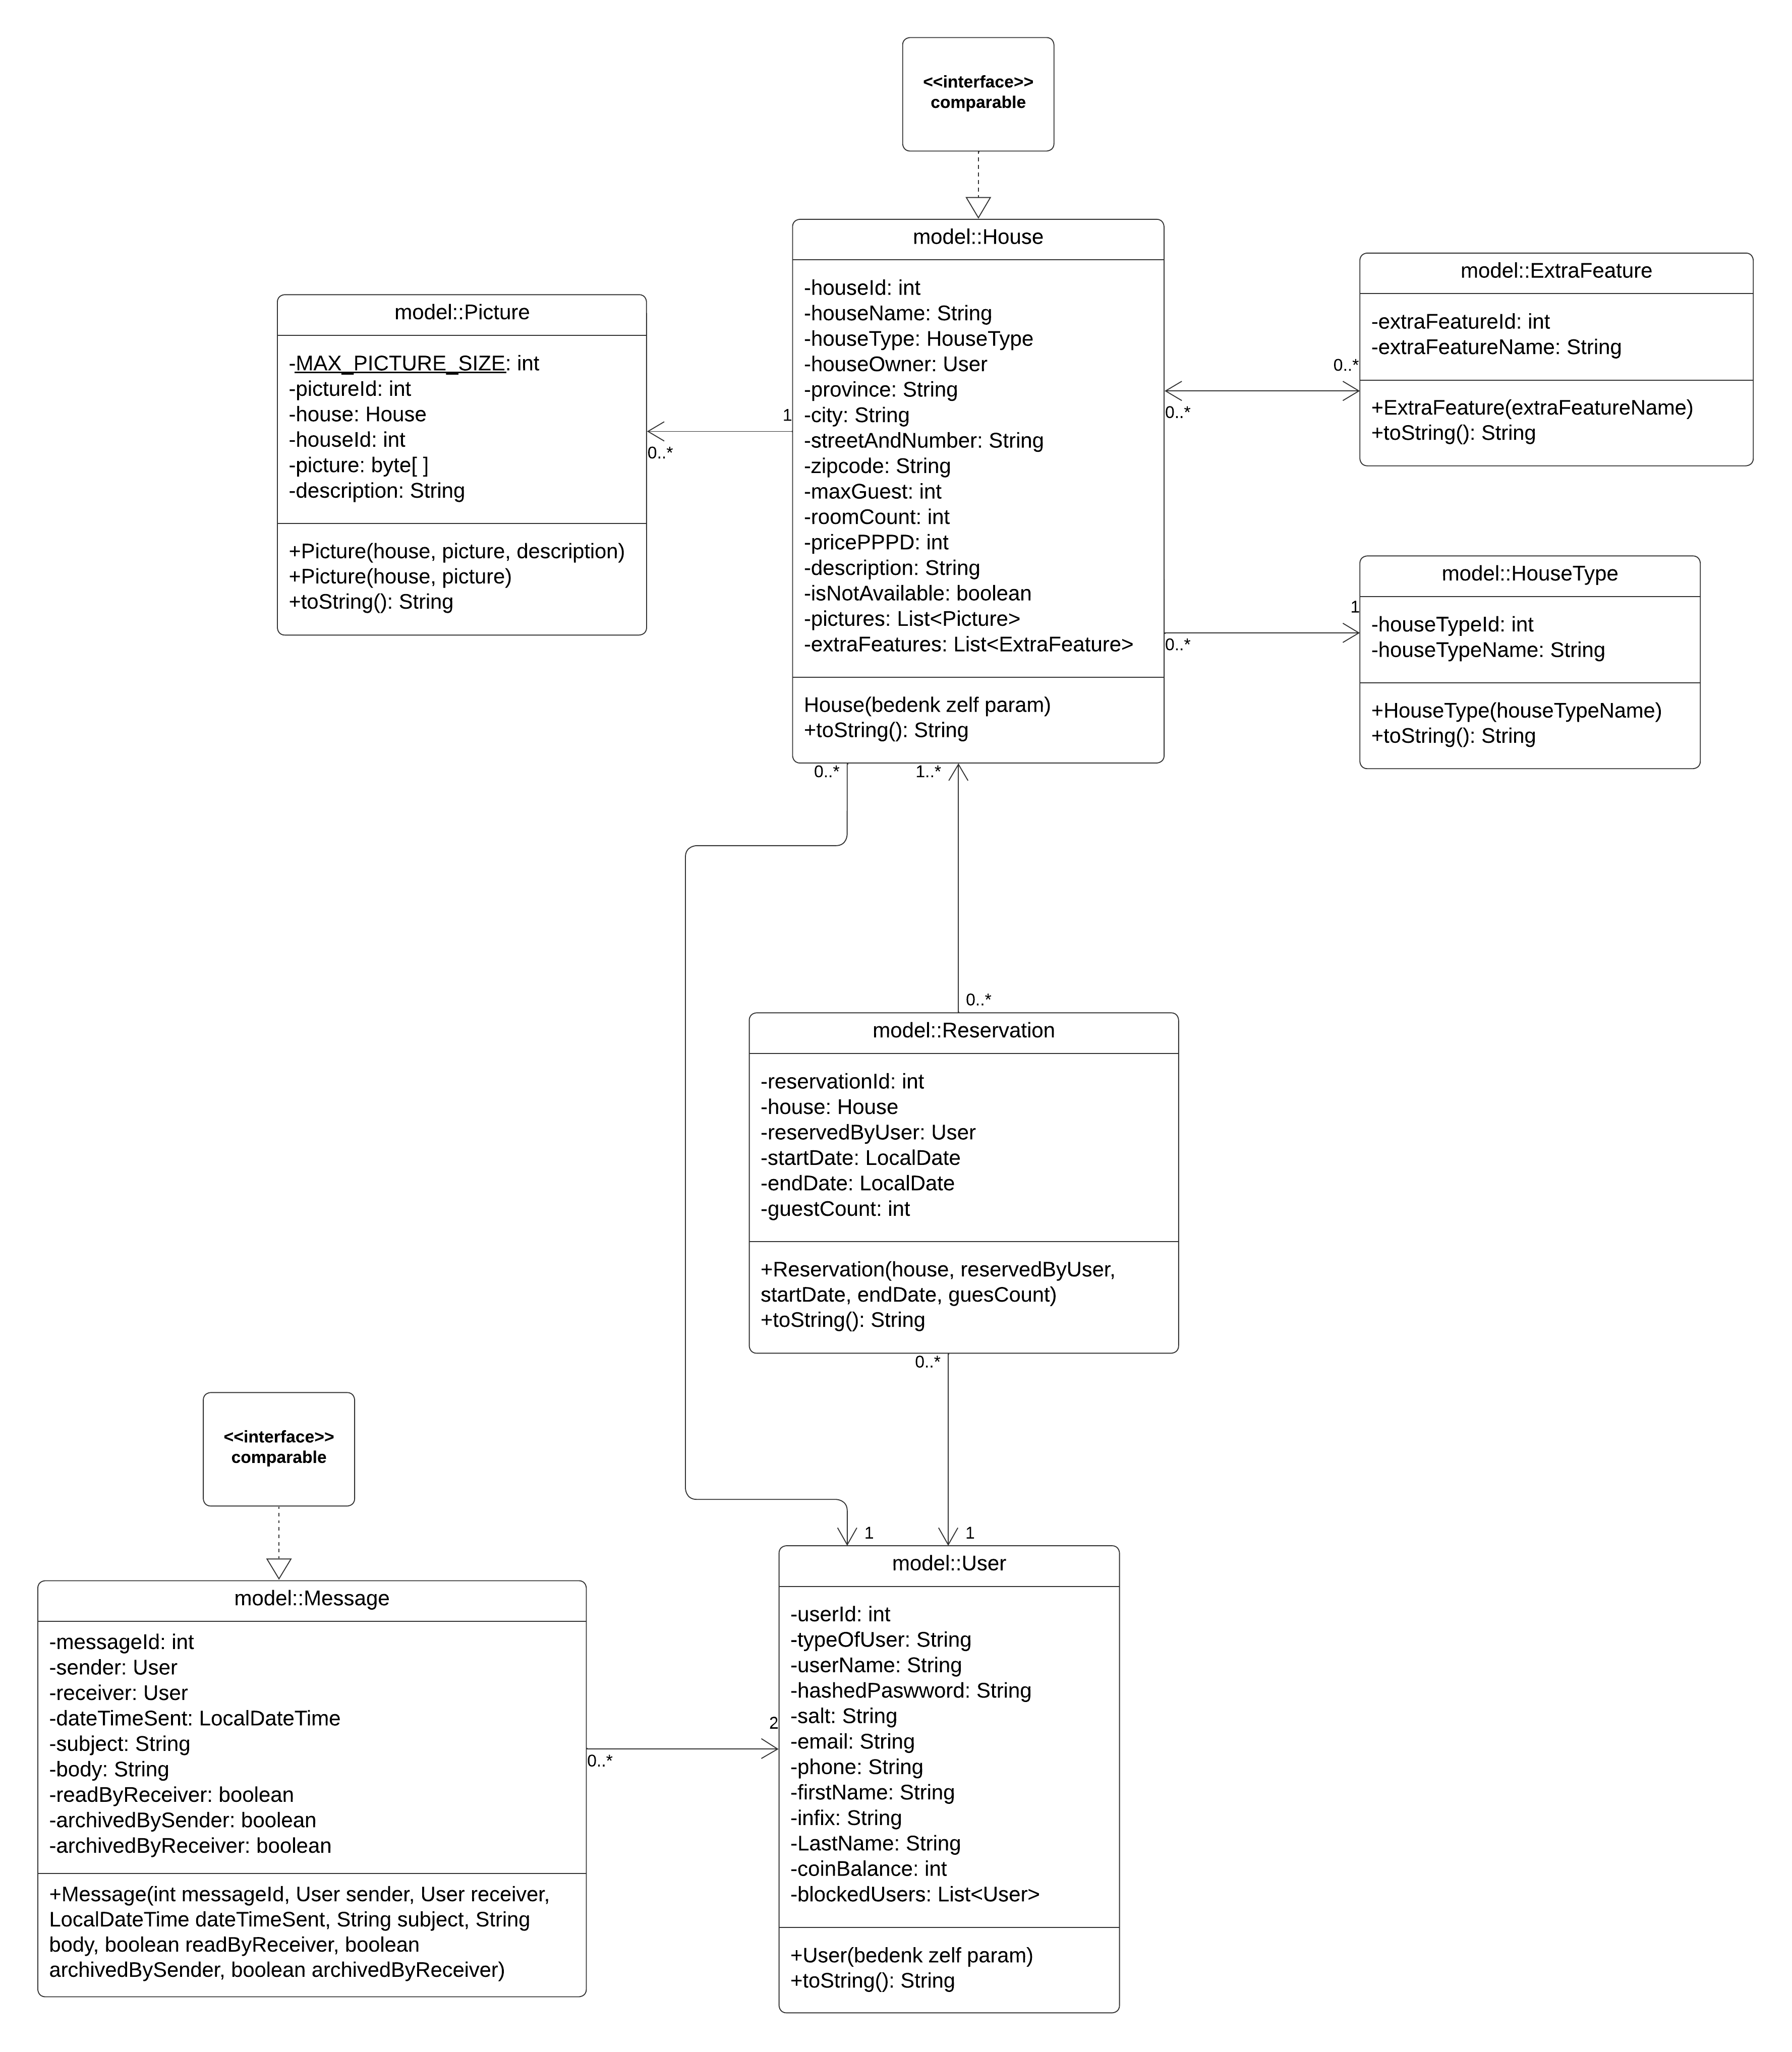 <<interface>>
comparable
model::House
-houseId: int
-houseName: String
-houseType: HouseType
-houseOwner: User
-province: String
-city: String
-streetAndNumber: String
-zipcode: String
-maxGuest: int
-roomCount: int
-pricePPPD: int
-description: String
-isNotAvailable: boolean
-pictures: List<Picture>
-extraFeatures: List<ExtraFeature>
House(bedenk zelf param)
+toString(): String
model::Picture
-MAX_PICTURE_SIZE: int
-pictureId: int
-house: House
-houseId: int
-picture: byte[ ]
-description: String
+Picture(house, picture, description)
+Picture(house, picture)
+toString(): String
1
0..*
model::ExtraFeature
-extraFeatureId: int
-extraFeatureName: String
+ExtraFeature(extraFeatureName)
+toString(): String
0..*
0..*
model::HouseType
-houseTypeId: int
-houseTypeName: String
+HouseType(houseTypeName)
+toString(): String
1
0..*
0..*
1..*
0..*
model::Reservation
-reservationId: int
-house: House
-reservedByUser: User
-startDate: LocalDate
-endDate: LocalDate
-guestCount: int
+Reservation(house, reservedByUser,
startDate, endDate, guesCount)
+toString(): String
0..*
1
1
<<interface>>
comparable
model::Message
-messageId: int
-sender: User
-receiver: User
-dateTimeSent: LocalDateTime
-subject: String
-body: String
-readByReceiver: boolean
-archivedBySender: boolean
-archivedByReceiver: boolean
+Message(int messageId, User sender, User receiver,
LocalDateTime dateTimeSent, String subject, String
body, boolean readByReceiver, boolean
archivedBySender, boolean archivedByReceiver)
2
0..*
model::User
-userId: int
-typeOfUser: String
-userName: String
-hashedPaswword: String
-salt: String
-email: String
-phone: String
-firstName: String
-infix: String
-LastName: String
-coinBalance: int
-blockedUsers: List<User>
+User(bedenk zelf param)
+toString(): String